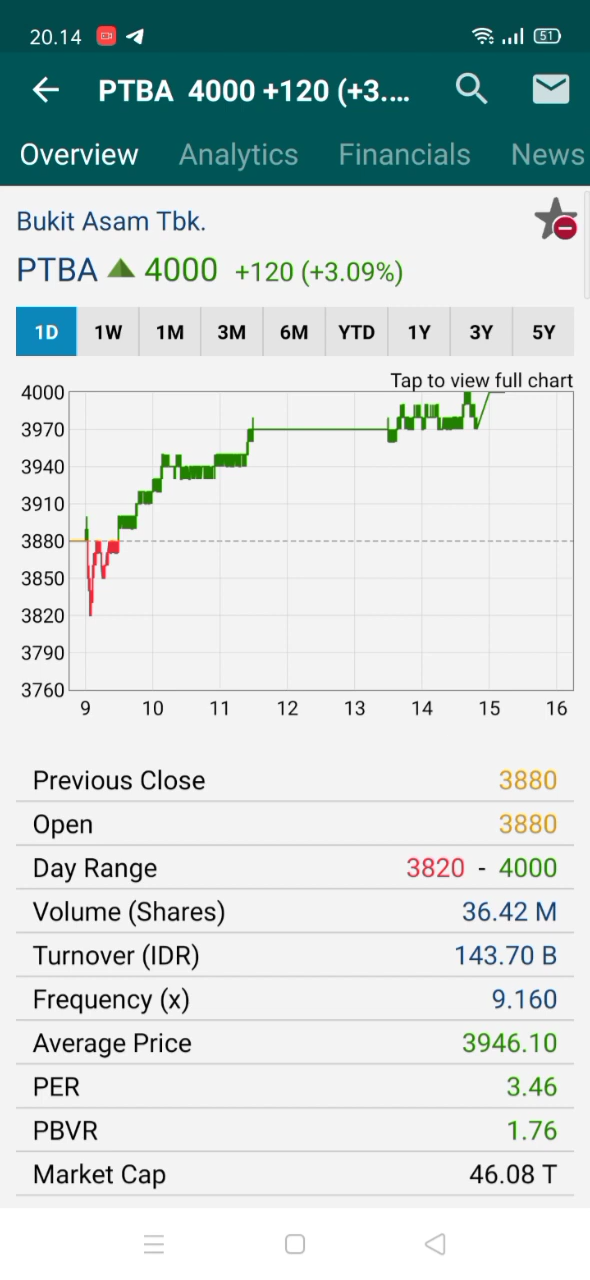 20.14 51
PTBA 4000 +120 (+3....
Overview Analytics Financials News
Bukit Asam Tbk.
PTBA 4000 +120 (+3.09%)
1D 1W 1M 3M 6M YTD 1Y 3Y 5Y
Tap to view full chart
4000
3970
3940
3910
3880
3850
3820
3790
3760
9 10 11 12 13 14 15 16
Previous Close 3880
Open 3880
Day Range 3820 - 4000
Volume (Shares) 36.42 M
Turnover (IDR) 143.70 B
Frequency (x) 9.160
Average Price 3946.10
PER 3.46
PBVR 1.76
Market Cap 46.08 T